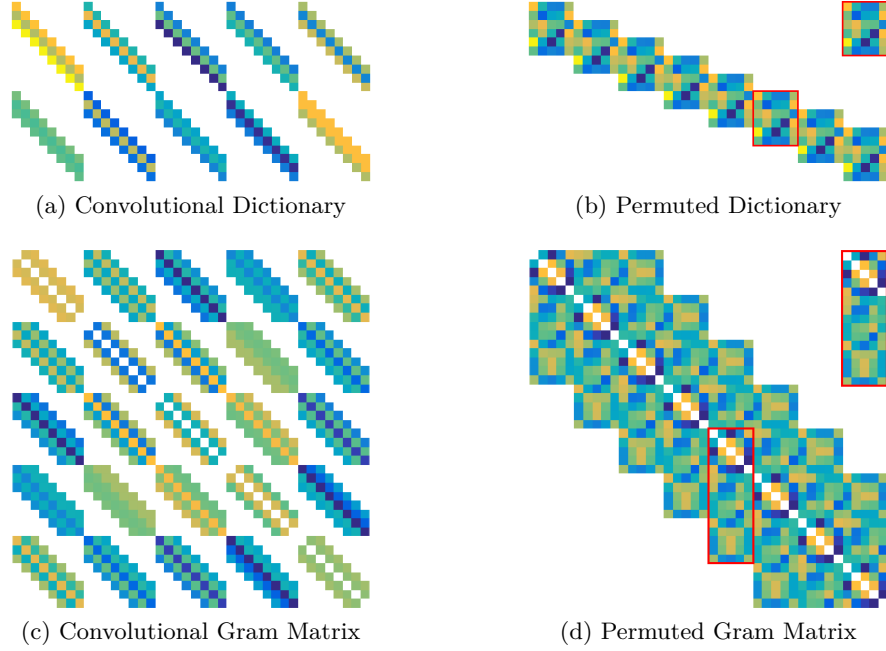 (a) Convolutional Dictionary
(b) Permuted Dictionary
(c) Convolutional Gram Matrix
(d) Permuted Gram Matrix